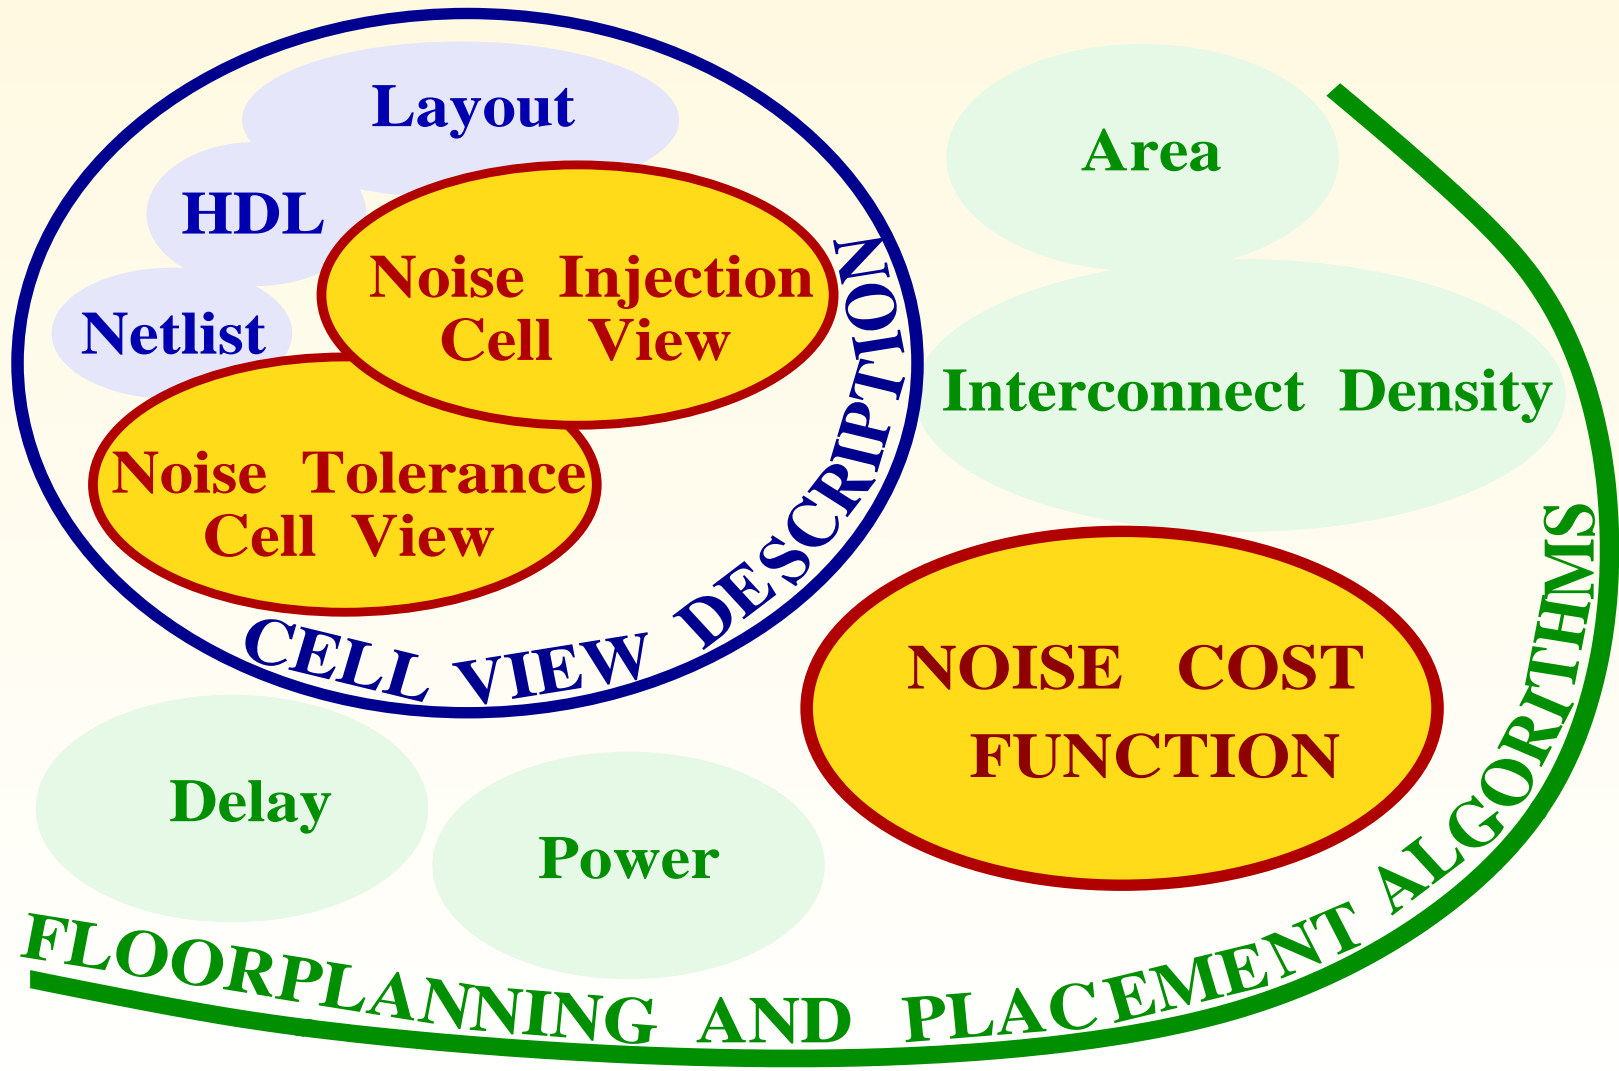 Layout
HDL
Netlist
Noise Injection
Cell View
Noise Tolerance
Cell View
CELL VIEW DESCRIPTION
Area
Interconnect Density
NOISE COST
FUNCTION
Delay
Power
FLOORPLANNING AND PLACEMENT ALGORITHMS